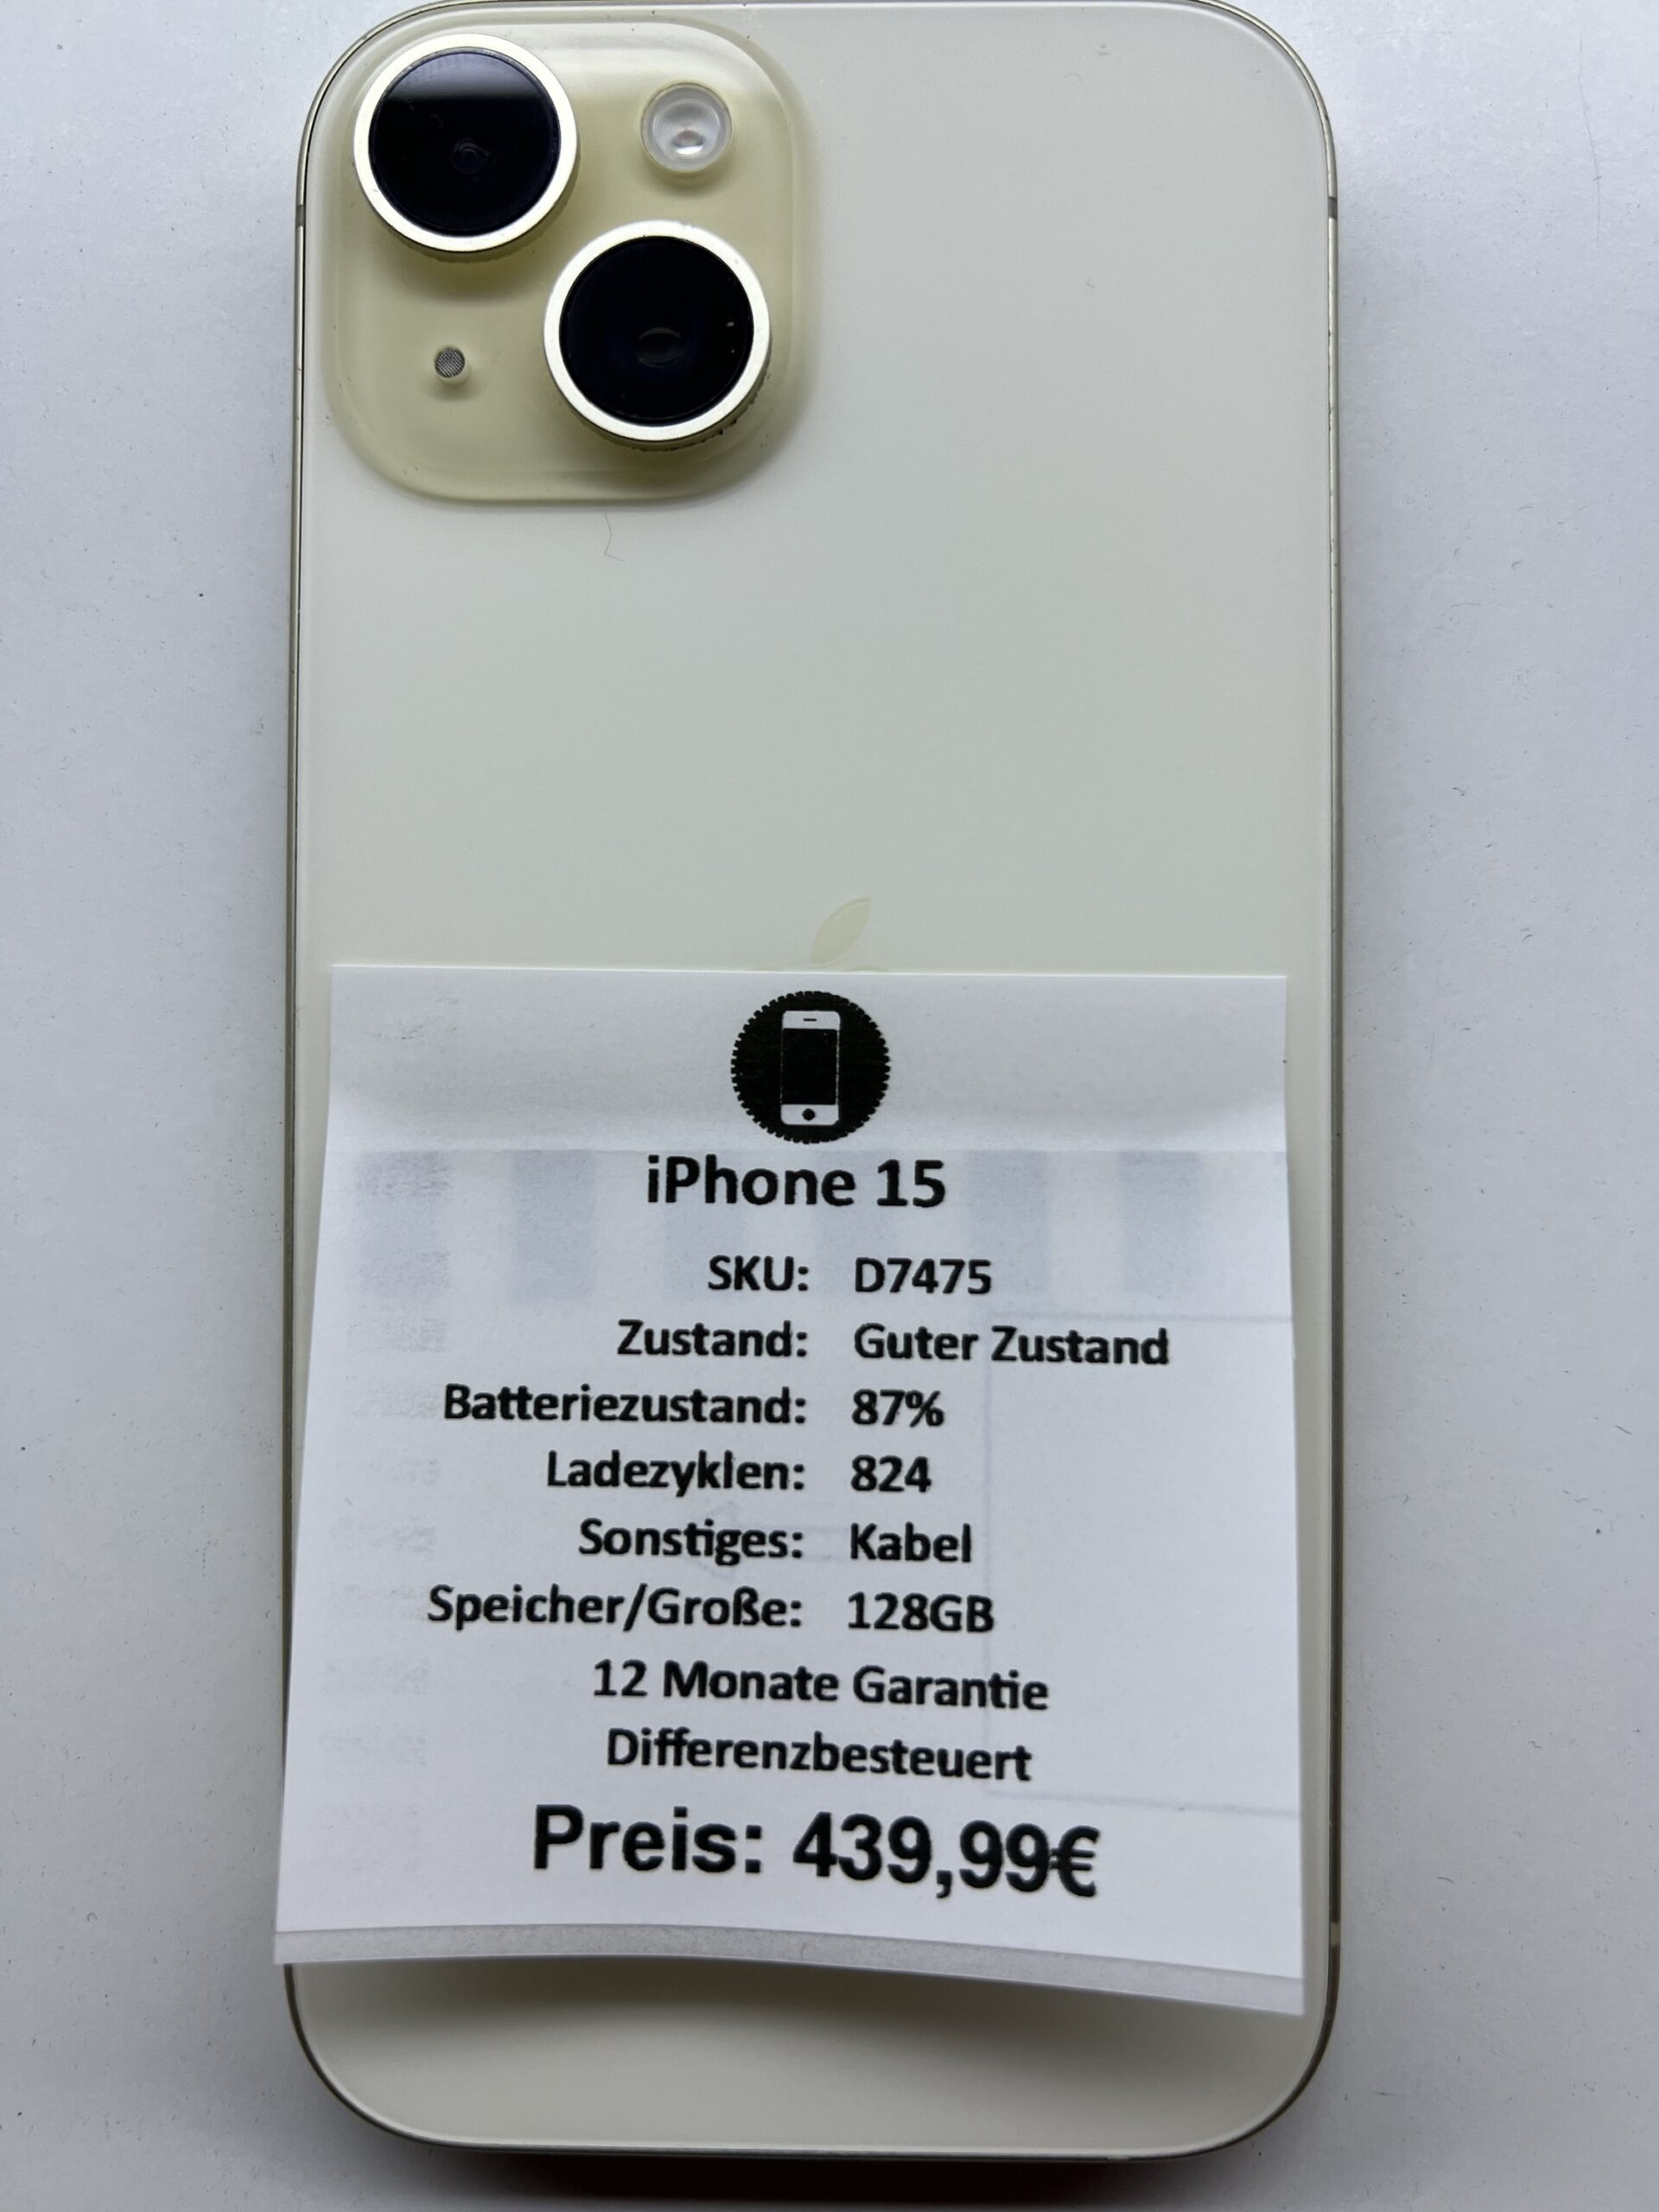 iPhone 15
SKU: D7475
Zustand: Guter Zustand
Batteriezustand: 87%
Ladezyklen: 824
Sonstiges: Kabel
Speicher/Große: 128GB
12 Monate Garantie
Differenzbesteuert
Preis: 439,99€